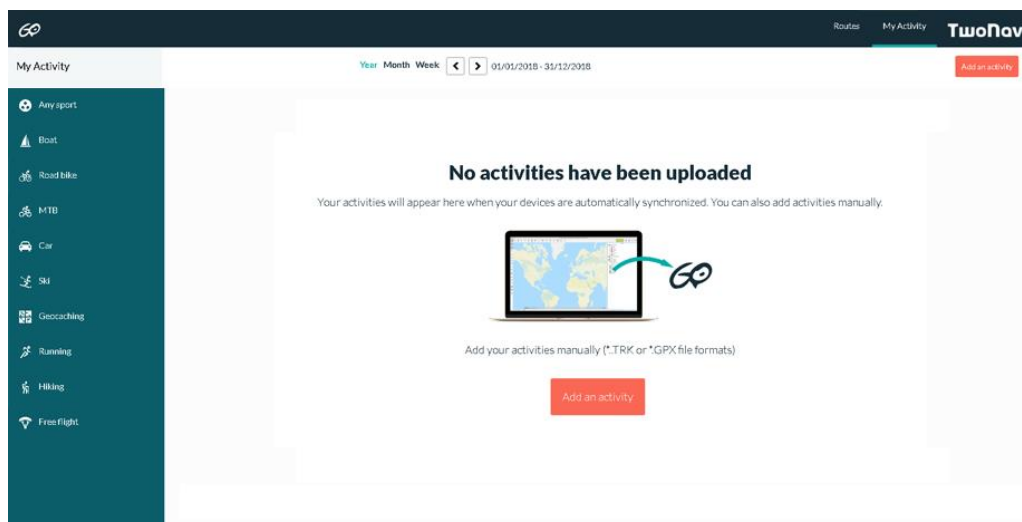 GO
Routes
My Activity
TwoNav
My Activity
Year Month Week
01/01/2018 - 31/12/2018
Add an activity
Any sport
Boat
Road bike
MTB
Car
Ski
Geocaching
Running
Hiking
Free flight
No activities have been uploaded
Your activities will appear here when your devices are automatically synchronized. You can also add activities manually.
GO
Add your activities manually (*.TRK or *.GPX file formats)
Add an activity